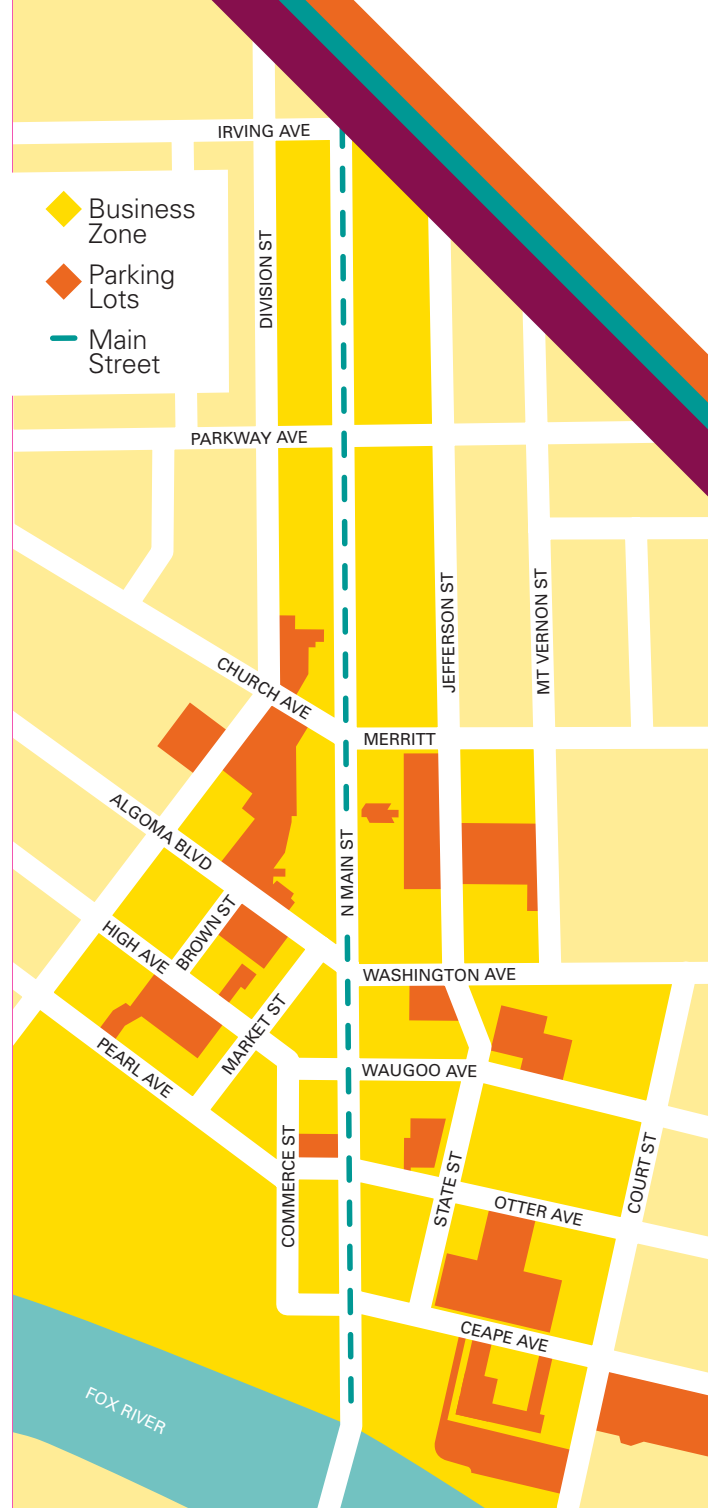 IRVING AVE
Business
Zone
Parking
Lots
Main
Street
DIVISION ST
PARKWAY AVE
JEFFERSON ST
MT VERNON ST
CHURCH AVE
MERRITT
ALGOMA BLVD
N MAIN ST
BROWN ST
HIGH AVE
WASHINGTON AVE
MARKET ST
PEARL AVE
WAUGOO AVE
COMMERCE ST
STATE ST
COURT ST
OTTER AVE
CEAPE AVE
FOX RIVER